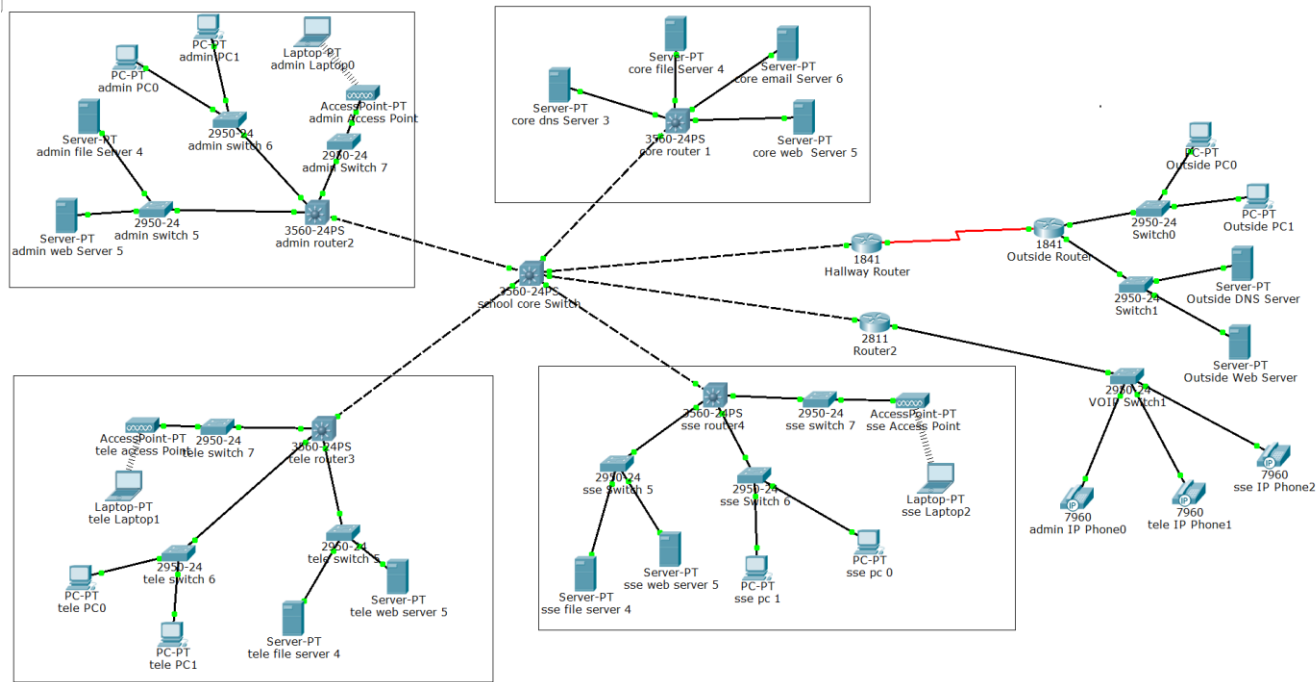 PC-PT
admin PC1
Laptop-PT
admin Laptop0
PC-PT
admin PC0
AccessPoint-PT
admin Access Point
2950-24
admin switch 6
Server-PT
admin file Server 4
2950-24
admin Switch 7
2950-24
admin switch 5
Server-PT
admin web Server 5
3560-24PS
admin router2
Server-PT
core file Server 4
Server-PT
core email Server 6
Server-PT
core dns Server 3
3560-24PS
core router 1
Server-PT
core web Server 5
3560-24PS
school core Switch
1841
Hallway Router
1841
Outside Router
PC-PT
Outside PC0
2950-24
Switch0
PC-PT
Outside PC1
2950-24
Switch1
Server-PT
Outside DNS Server
Server-PT
Outside Web Server
2811
Router2
2950-24
VOIP Switch1
7960
sse IP Phone2
7960
admin IP Phone0
7960
tele IP Phone1
AccessPoint-PT
tele access Point
2950-24
tele switch 7
3560-24PS
tele router3
Laptop-PT
tele Laptop1
2950-24
tele switch 6
2950-24
tele switch 5
PC-PT
tele PC0
PC-PT
tele PC1
Server-PT
tele file server 4
Server-PT
tele web server 5
3560-24PS
sse router4
2950-24
sse switch 7
AccessPoint-PT
sse Access Point
2950-24
sse Switch 5
2950-24
sse Switch 6
Laptop-PT
sse Laptop2
Server-PT
sse file server 4
Server-PT
sse web server 5
PC-PT
sse pc 1
PC-PT
sse pc 0